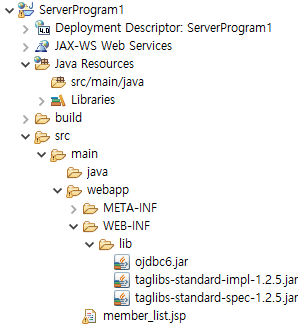 ServerProgram1
4.0
Deployment Descriptor: ServerProgram1
JAX-WS Web Services
Java Resources
src/main/java
Libraries
build
src
main
java
webapp
META-INF
WEB-INF
lib
ojdbc6.jar
taglibs-standard-impl-1.2.5.jar
taglibs-standard-spec-1.2.5.jar
member_list.jsp